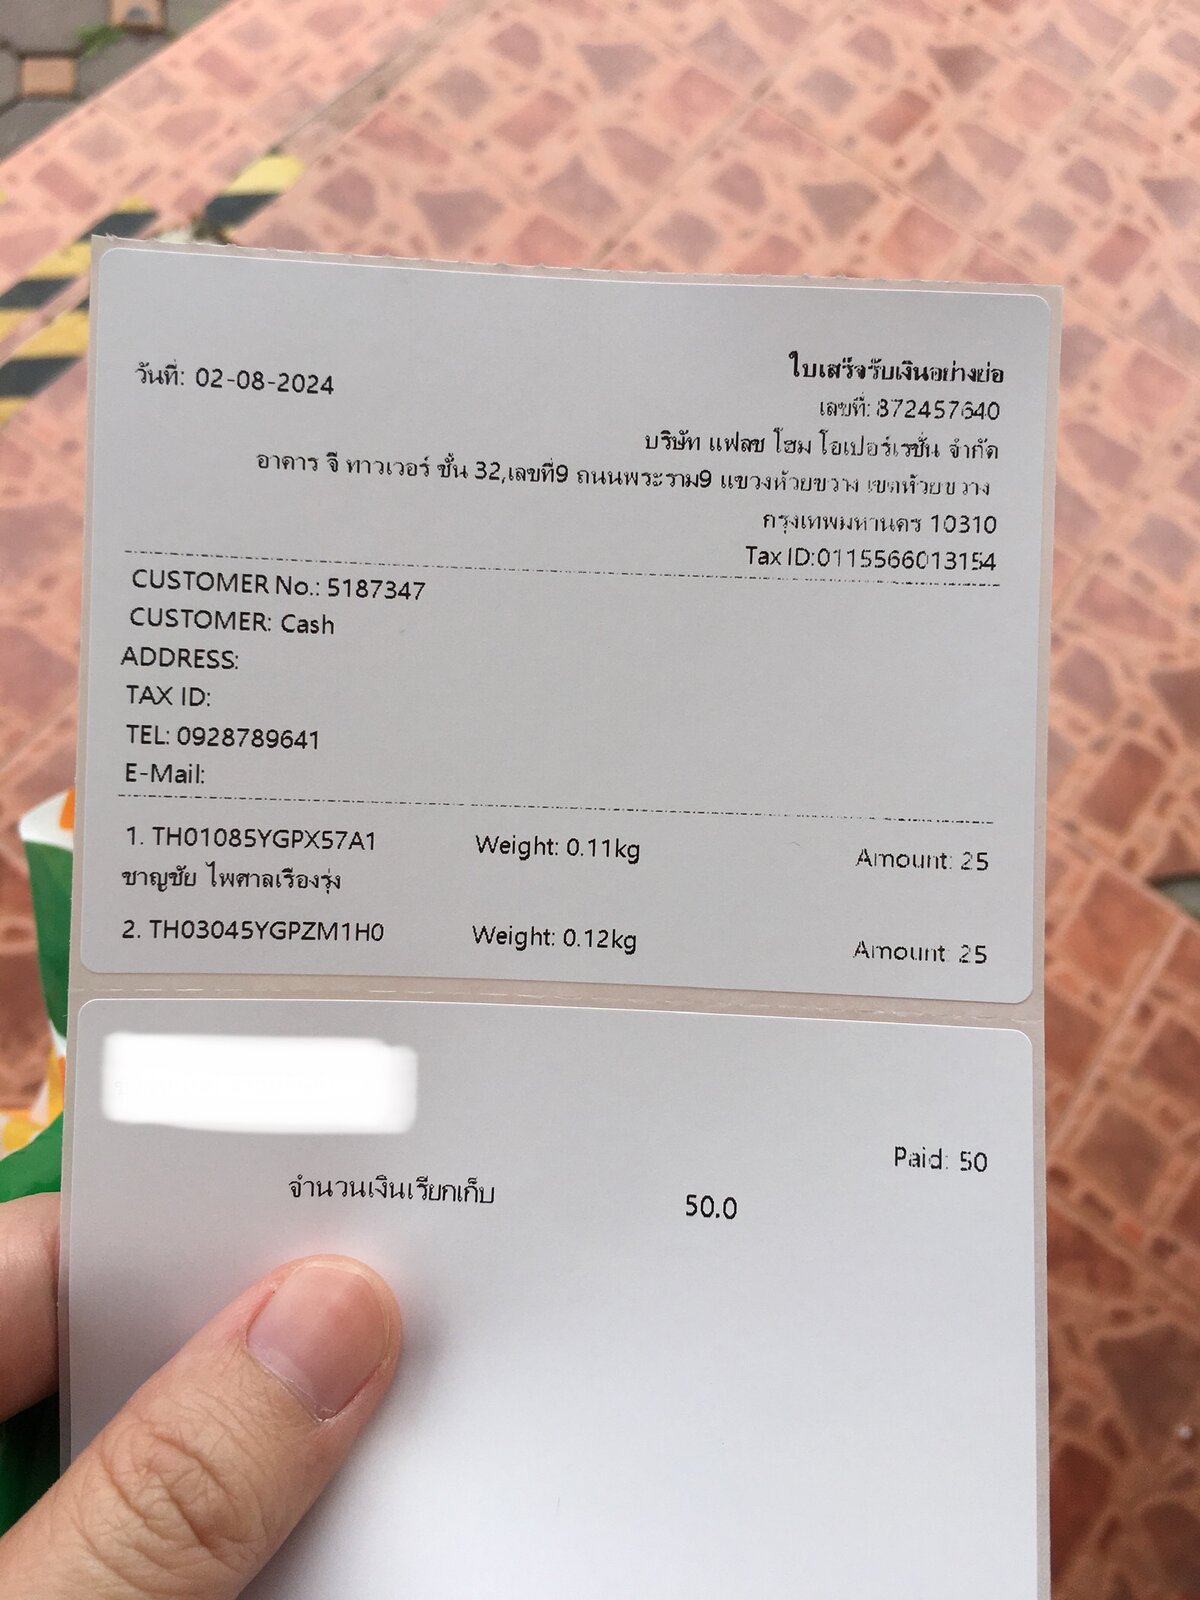 วันที่: 02-08-2024
ใบเสร็จรับเงินอย่างย่อ
เลขที่: 872457640
บริษัท แฟลช โฮม โอเปอร์เรชั่น จำกัด
อาคาร จี ทาวเวอร์ ชั้น 32,เลขที่9 ถนนพระราม9 แขวงห้วยขวาง เขตห้วยขวาง
กรุงเทพมหานคร 10310
Tax ID:0115566013154
CUSTOMER No.: 5187347
CUSTOMER: Cash
ADDRESS:
TAX ID:
TEL: 0928789641
E-Mail:
1. TH01085YGPX57A1 Weight: 0.11kg Amount: 25
ชาญชัย ไพศาลเรืองรุ่ง
2. TH03045YGPZM1H0 Weight: 0.12kg Amount: 25
Paid: 50
จำนวนเงินเรียกเก็บ 50.0